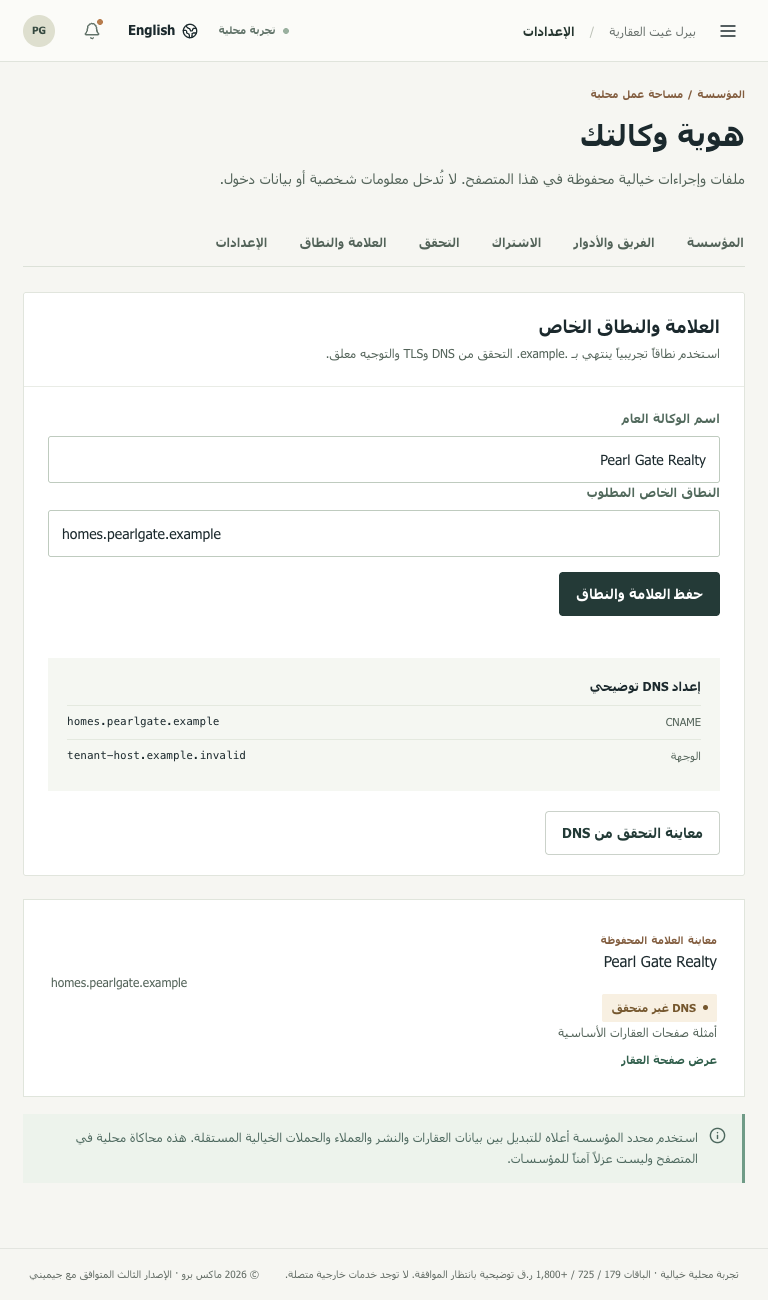 بيرل غيت العقارية / الإعدادات
تجربة محلية
English
PG
المؤسسة / مساحة عمل محلية
هوية وكالتك
ملفات وإجراءات خيالية محفوظة في هذا المتصفح. لا تُدخل معلومات شخصية أو بيانات دخول.
المؤسسة
الفريق والأدوار
الاشتراك
التحقق
العلامة والنطاق
الإعدادات
العلامة والنطاق الخاص
استخدم نطاقاً تجريبياً ينتهي بـ .example. التحقق من DNS وTLS والتوجيه معلق.
اسم الوكالة العام
Pearl Gate Realty
النطاق الخاص المطلوب
homes.pearlgate.example
حفظ العلامة والنطاق
إعداد DNS توضيحي
CNAME homes.pearlgate.example
الوجهة tenant-host.example.invalid
معاينة التحقق من DNS
معاينة العلامة المحفوظة
Pearl Gate Realty
homes.pearlgate.example
DNS غير متحقق
أمثلة صفحات العقارات الأساسية
عرض صفحة العقار
استخدم محدد المؤسسة أعلاه للتبديل بين بيانات العقارات والنشر والعملاء والحملات الخيالية المستقلة. هذه محاكاة محلية في
المتصفح وليست عزلاً آمناً للمؤسسات.
تجربة محلية خيالية · الباقات 179 / 725 / +1,800 ر.ق توضيحية بانتظار الموافقة. لا توجد خدمات خارجية متصلة.
© 2026 ماكس برو · الإصدار الثالث المتوافق مع جيميني